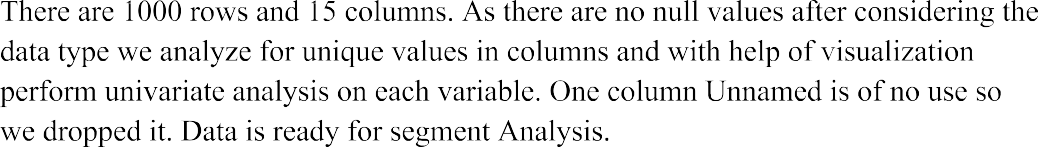 There are 1000 rows and 15 columns. As there are no null values after considering the
data type we analyze for unique values in columns and with help of visualization
perform univariate analysis on each variable. One column Unnamed is of no use so
we dropped it. Data is ready for segment Analysis.